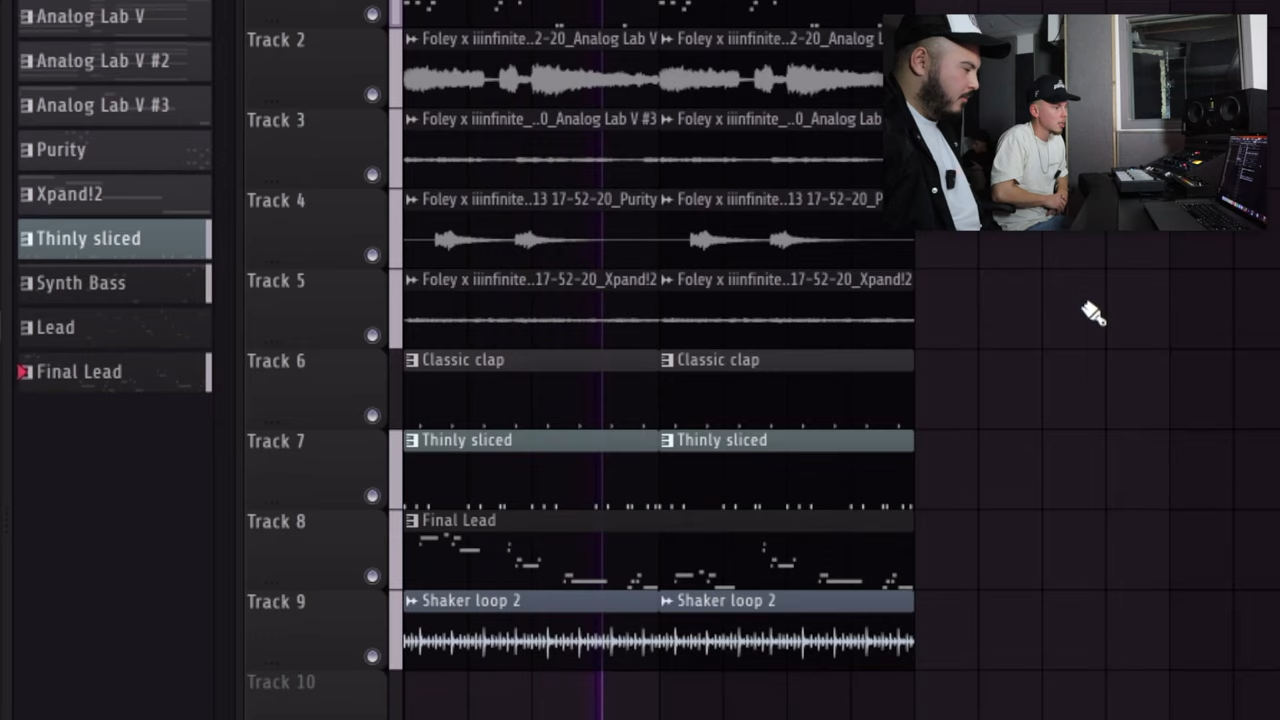 Analog Lab V
Analog Lab V #2
Analog Lab V #3
Purity
Xpand!2
Thinly sliced
Synth Bass
Lead
Final Lead
Track 2
Foley x iiinfinite..2-20_Analog Lab V
Foley x iiinfinite..2-20_Analog L
Track 3
Foley x iiinfinite_..0_Analog Lab V #3
Foley x iiinfinite_..0_Analog Lab
Track 4
Foley x iiinfinite..13 17-52-20_Purity
Foley x iiinfinite..13 17-52-20_P
Track 5
Foley x iiinfinite..17-52-20_Xpand!2
Foley x iiinfinite..17-52-20_Xpand!2
Track 6
Classic clap
Classic clap
Track 7
Thinly sliced
Thinly sliced
Track 8
Final Lead
Track 9
Shaker loop 2
Shaker loop 2
Track 10